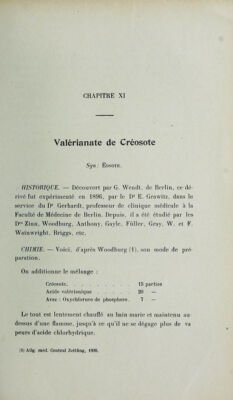 CHAPITRE XI
Valérianate de Créosote
Syn: Eosote.
HISTORIQUE. — Découvert par G. Wendt, de Berlin, ce dé-
rivé fut expérimenté en 1896, par le Dr E. Grawitz, dans le
service du Dr Gerhardt, professeur de clinique médicale à la
Faculté de Médecine de Berlin. Depuis, il a été étudié par les
Drs Zinn, Woodburg, Anthony, Gayle, Füller, Gray, W. et F.
Wainwright, Briggs, etc.
CHIMIE. — Voici, d'après Woodburg (1), son mode de pré-
paration.
On additionne le mélange :
Créosote. . . . . . . . . 15 parties
Acide valérianique . . . . . 20 —
Avec : Oxychlorure de phosphore. 7 —
Le tout est lentement chauffé au bain marie et maintenu au-
dessus d'une flamme, jusqu'à ce qu'il ne se dégage plus de va
peurs d'acide chlorhydrique.
(1) Allg. med. Central Zeitüng, 1899.